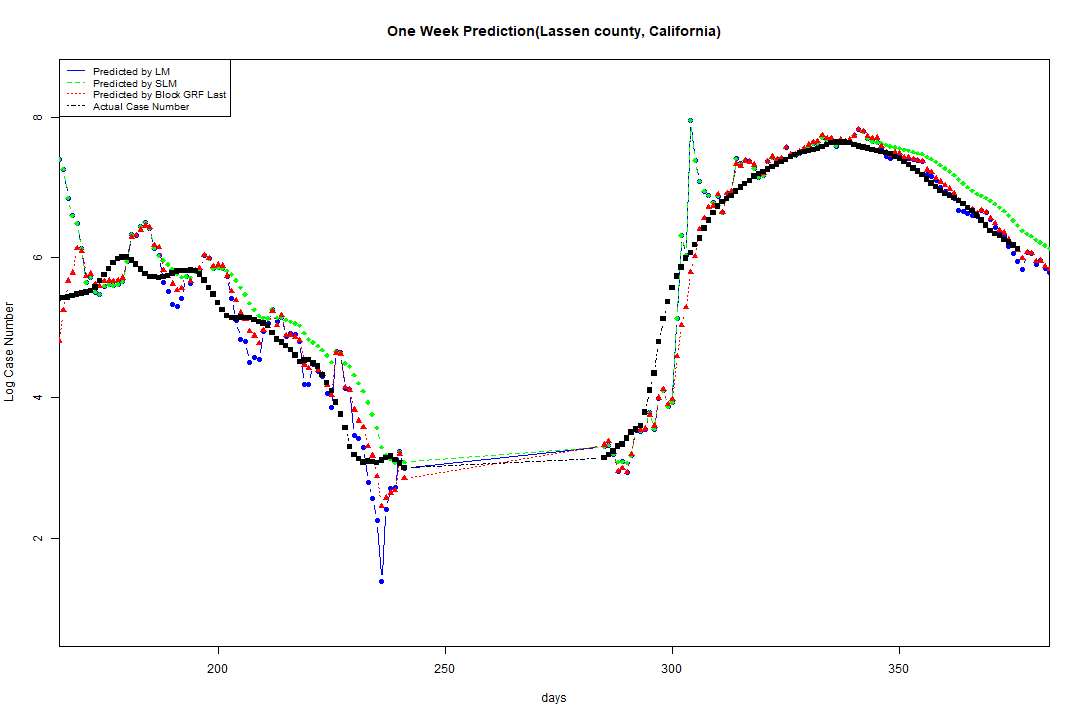 One Week Prediction(Lassen county, California)
Predicted by LM
Predicted by SLM
Predicted by Block GRF Last
Actual Case Number
8
6
4
2
Log Case Number
200 250 300 350
days